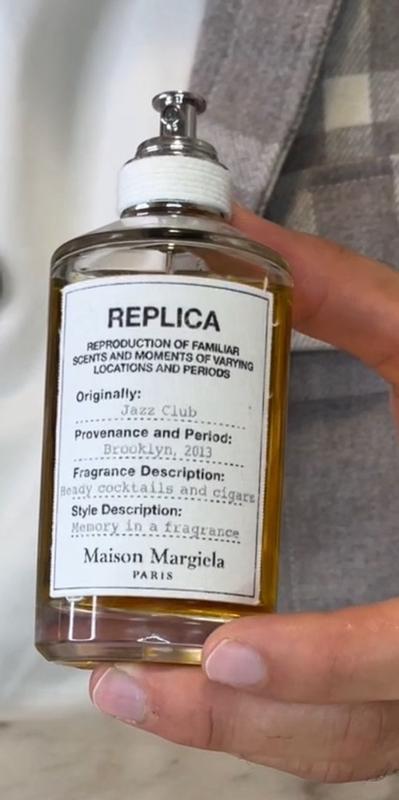 REPLICA
REPRODUCTION OF FAMILIAR
SCENTS AND MOMENTS OF VARYING
LOCATIONS AND PERIODS
Originally:
Jazz Club
Provenance and Period:
Brooklyn, 2013
Fragrance Description:
Heady cocktails and cigars
Style Description:
Memory in a fragrance
Maison Margiela
PARIS